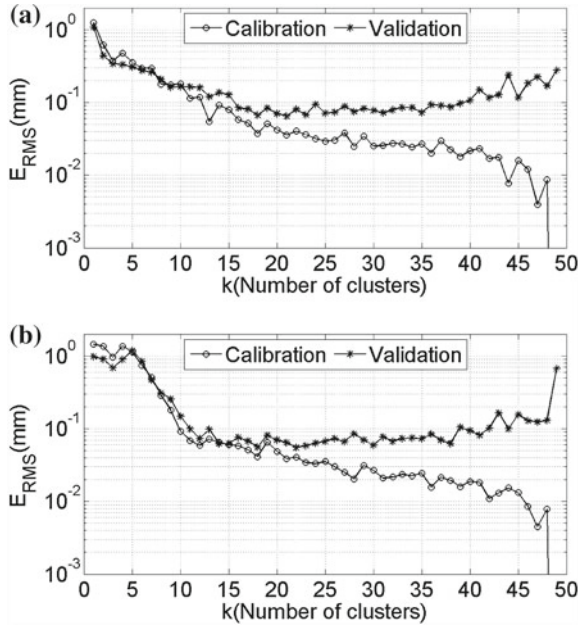 (a)
Calibration Validation
E_RMS(mm)
10^0
10^-1
10^-2
10^-3
0 5 10 15 20 25 30 35 40 45 50
k(Number of clusters)
(b)
Calibration Validation
E_RMS(mm)
10^0
10^-1
10^-2
10^-3
0 5 10 15 20 25 30 35 40 45 50
k(Number of clusters)